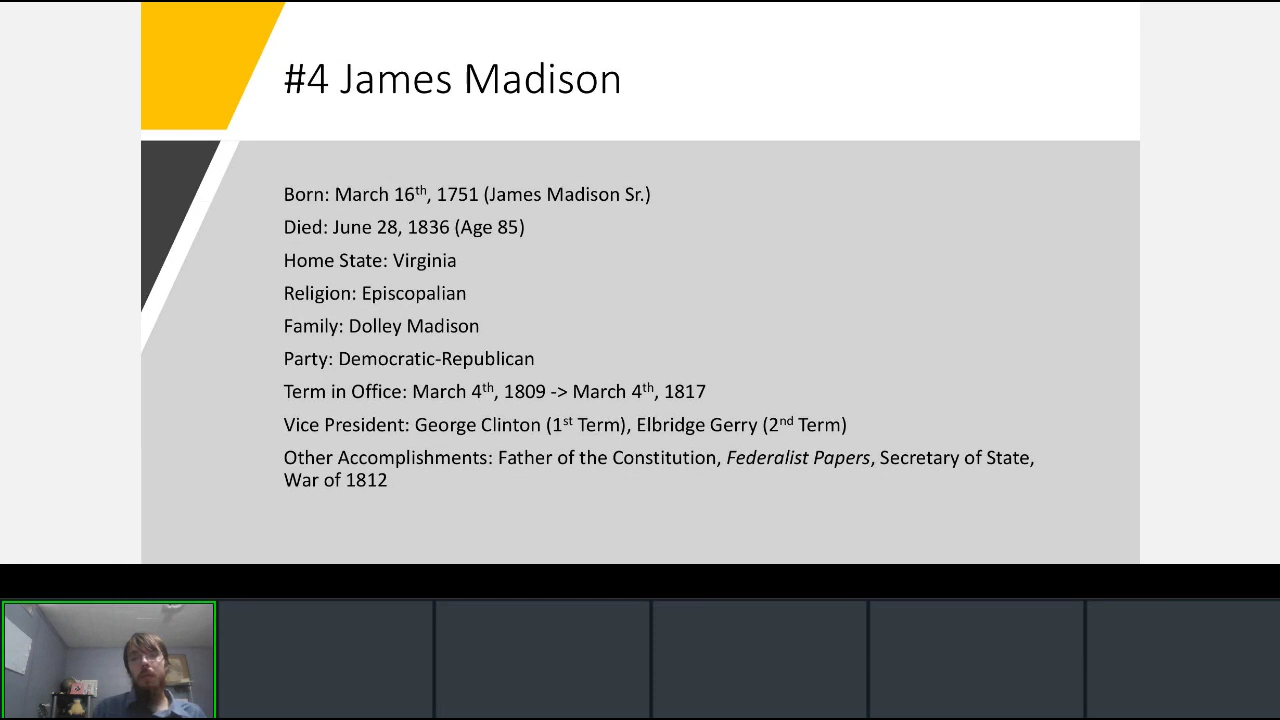 #4 James Madison
Born: March 16th, 1751 (James Madison Sr.)
Died: June 28, 1836 (Age 85)
Home State: Virginia
Religion: Episcopalian
Family: Dolley Madison
Party: Democratic-Republican
Term in Office: March 4th, 1809 -> March 4th, 1817
Vice President: George Clinton (1st Term), Elbridge Gerry (2nd Term)
Other Accomplishments: Father of the Constitution, Federalist Papers, Secretary of State,
War of 1812